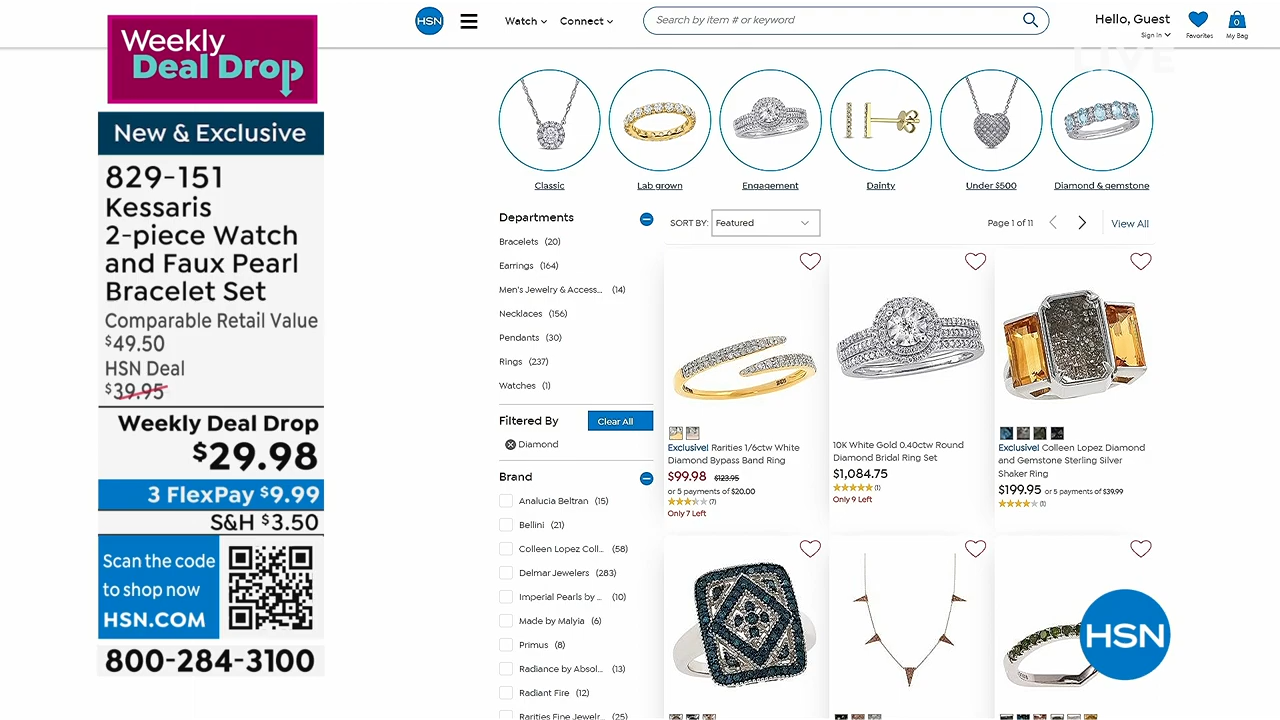 Weekly
Deal Drop
New & Exclusive
829-151
Kessaris
2-piece Watch
and Faux Pearl
Bracelet Set
Comparable Retail Value
$49.50
HSN Deal
$39.95
Weekly Deal Drop
$29.98
3 FlexPay $9.99
S&H $3.50
Scan the code
to shop now
HSN.COM
800-284-3100
HSN
Watch
Connect
Search by item # or keyword
Hello, Guest
Sign In
Favorites
0
My Bag
LIVE
Classic
Lab grown
Engagement
Dainty
Under $500
Diamond & gemstone
Departments
Bracelets (20)
Earrings (164)
Men's Jewelry & Access... (14)
Necklaces (156)
Pendants (30)
Rings (237)
Watches (1)
Filtered By
Clear All
Diamond
Brand
Analucia Beltran (15)
Bellini (21)
Colleen Lopez Coll... (58)
Delmar Jewelers (283)
Imperial Pearls by ... (10)
Made by Malyia (6)
Primus (8)
Radiance by Absol... (13)
Radiant Fire (12)
Rarities Fine Jewelr... (25)
SORT BY: Featured
Page 1 of 11
View All
Exclusive! Rarities 1/6ctw White
Diamond Bypass Band Ring
$99.98 $123.95
or 5 payments of $20.00
(7)
Only 7 Left
10K White Gold 0.40ctw Round
Diamond Bridal Ring Set
$1,084.75
(1)
Only 9 Left
Exclusive! Colleen Lopez Diamond
and Gemstone Sterling Silver
Shaker Ring
$199.95 or 5 payments of $39.99
(1)
HSN